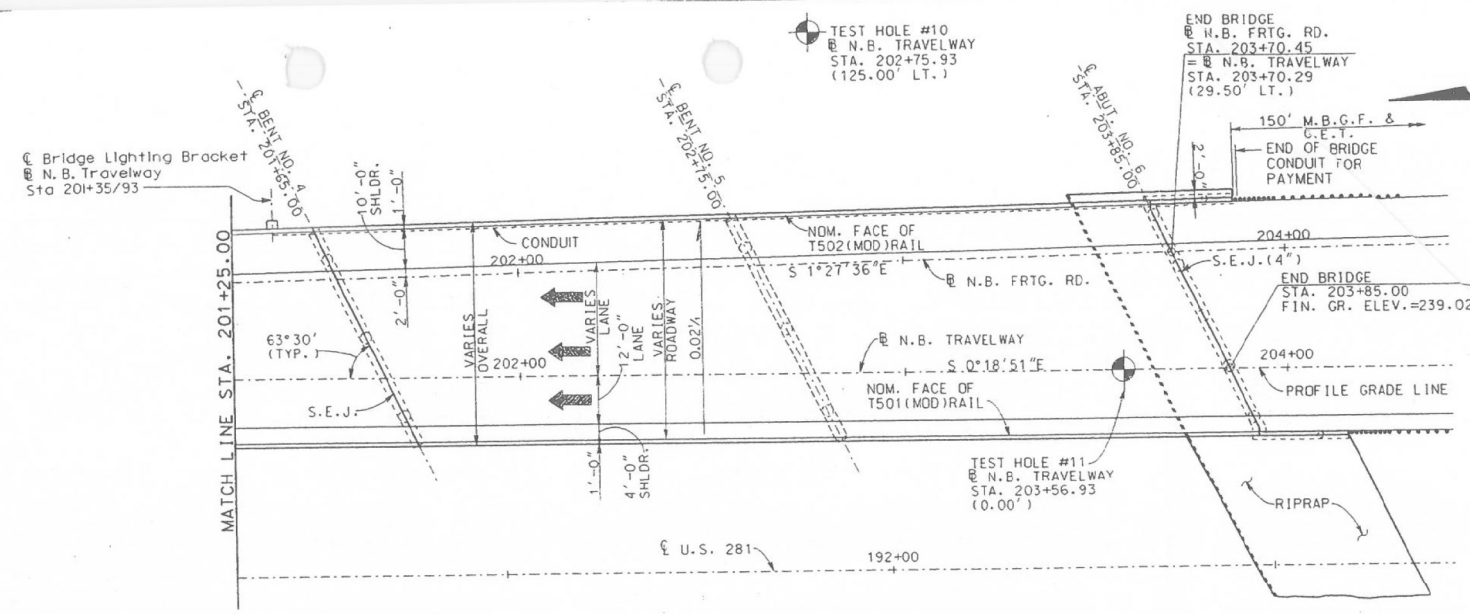 TEST HOLE #10
℄ N.B. TRAVELWAY
STA. 202+75.93
(125.00' LT.)
END BRIDGE
℄ N.B. FRTG. RD.
STA. 203+70.45
= ℄ N.B. TRAVELWAY
STA. 203+70.29
(29.50' LT.)
150' M.B.G.F. &
G.E.T.
END OF BRIDGE
CONDUIT FOR
PAYMENT
2'-0"
℄ ABUT. NO. 6
STA. 203+85.00
℄ BENT NO. 5
STA. 202+75.00
℄ BENT NO. 4
STA. 201+65.00
℄ Bridge Lighting Bracket
℄ N.B. Travelway
Sta 201+35/93
10'-0"
SHLDR.
1'-0"
CONDUIT
NOM. FACE OF
T502(MOD)RAIL
202+00
S 1°27'36"E
℄ N.B. FRTG. RD.
204+00
S.E.J.(4")
END BRIDGE
STA. 203+85.00
FIN. GR. ELEV.=239.02
MATCH LINE STA. 201+25.00
2'-0"
63°30'
(TYP.)
VARIES
OVERALL
VARIES
LANE
12'-0"
LANE
VARIES
ROADWAY
0.02'/'
202+00
℄ N.B. TRAVELWAY
S 0°18'51"E
204+00
PROFILE GRADE LINE
S.E.J.
NOM. FACE OF
T501(MOD)RAIL
1'-0"
4'-0"
SHLDR.
TEST HOLE #11
℄ N.B. TRAVELWAY
STA. 203+56.93
(0.00')
RIPRAP
℄ U.S. 281
192+00